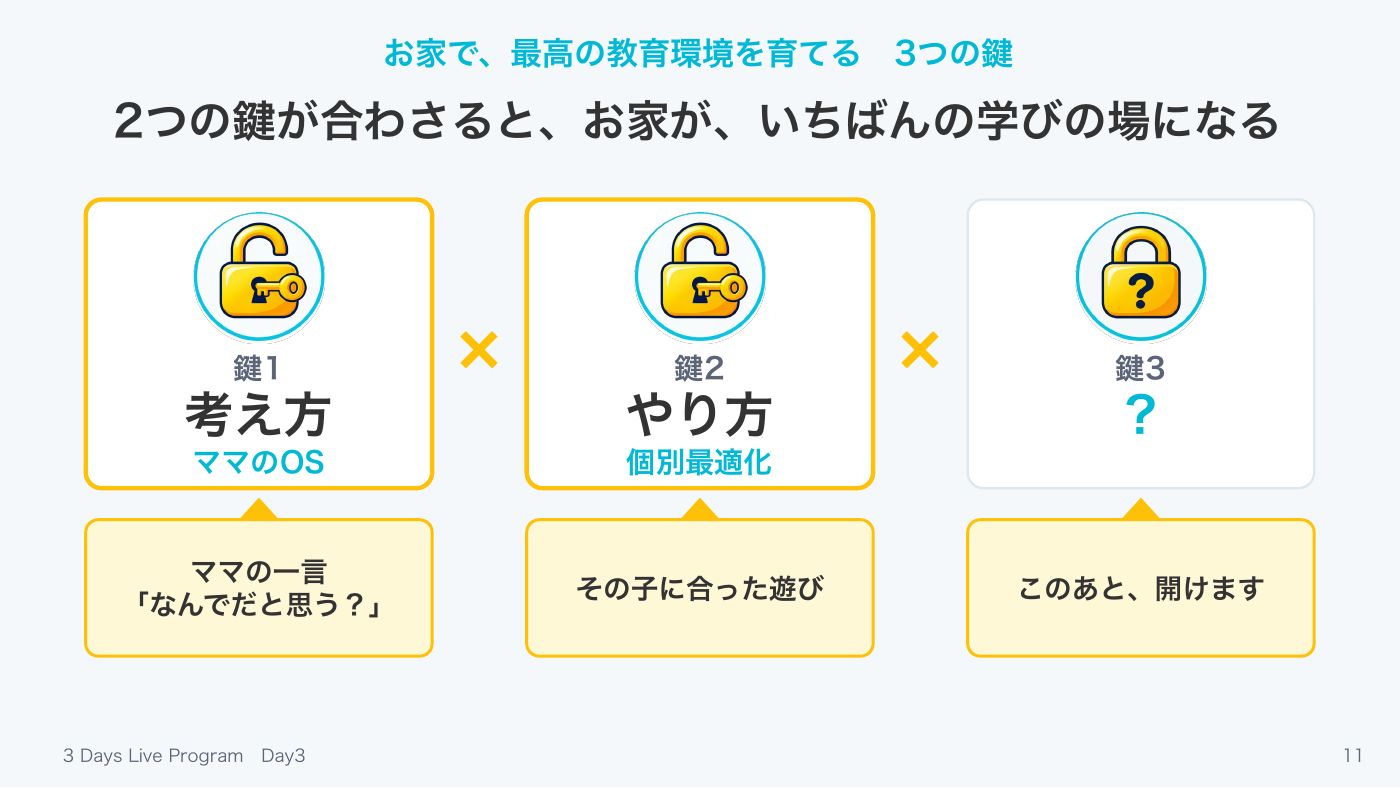 お家で、最高の教育環境を育てる　3つの鍵
2つの鍵が合わさると、お家が、いちばんの学びの場になる
鍵1
考え方
ママのOS
×
鍵2
やり方
個別最適化
×
?
鍵3
？
ママの一言
「なんでだと思う？」
その子に合った遊び
このあと、開けます
3 Days Live Program　Day3
11